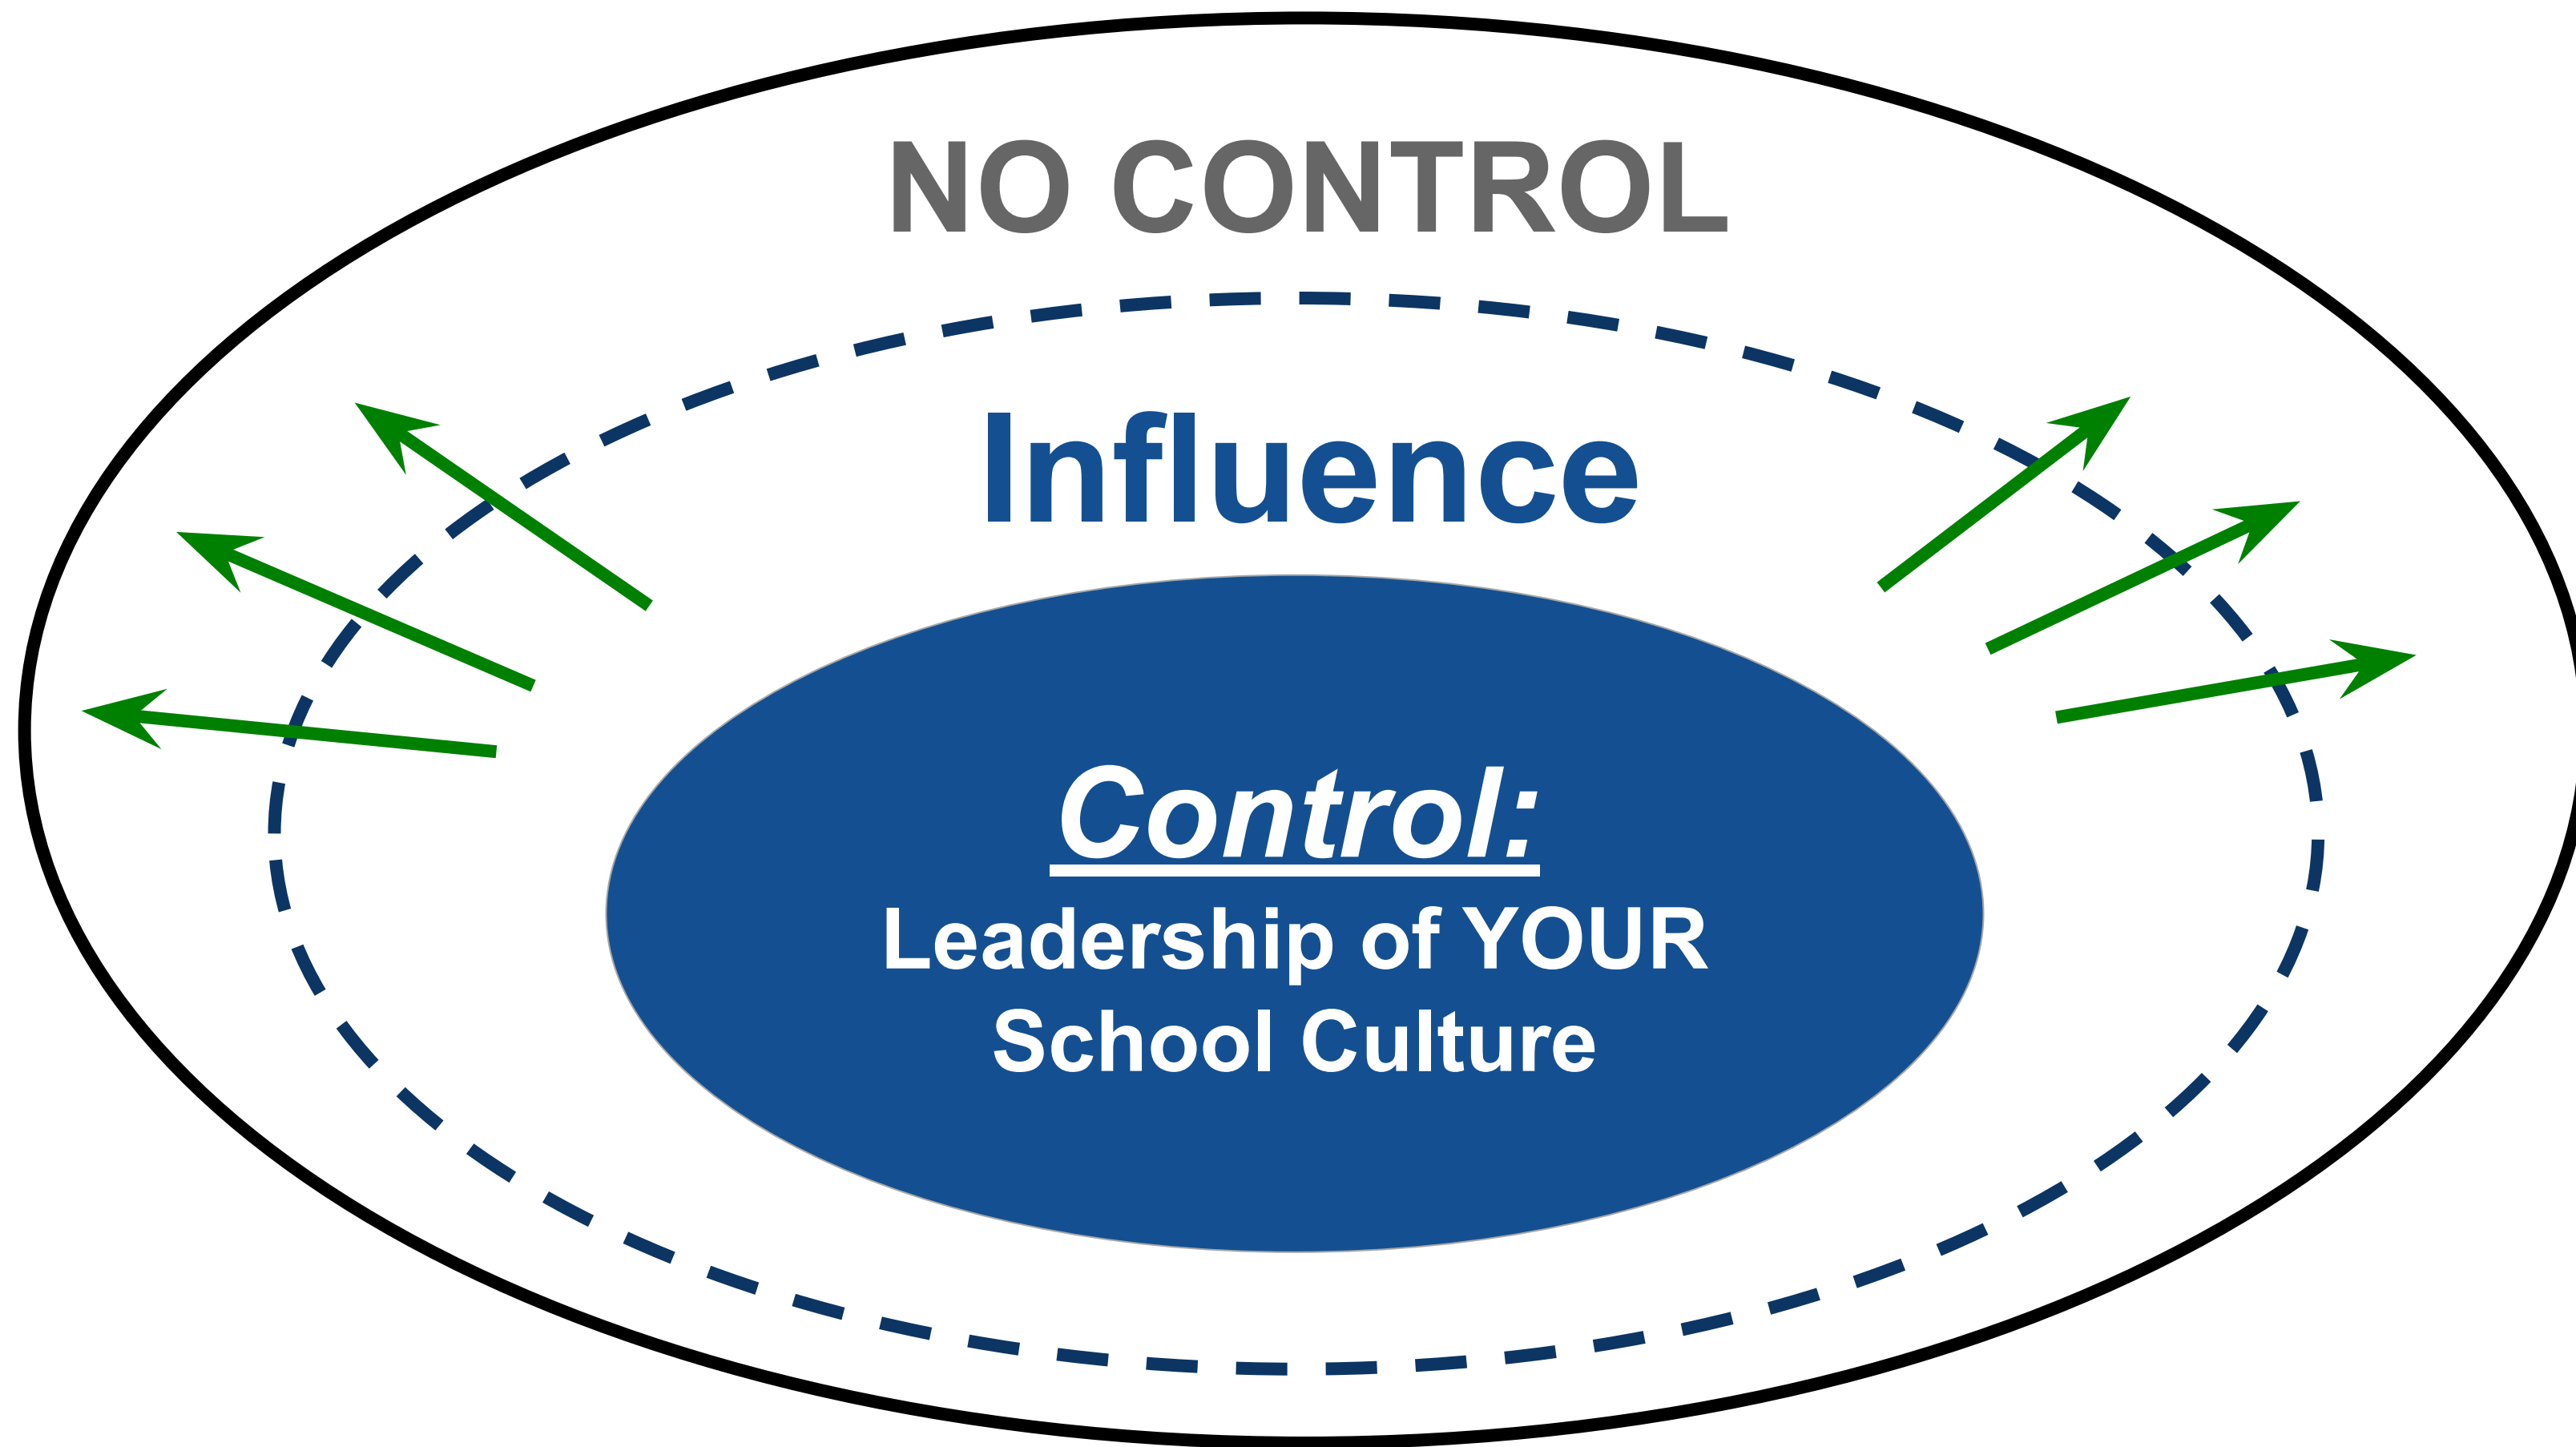 NO CONTROL
Influence
Control:
Leadership of YOUR
School Culture